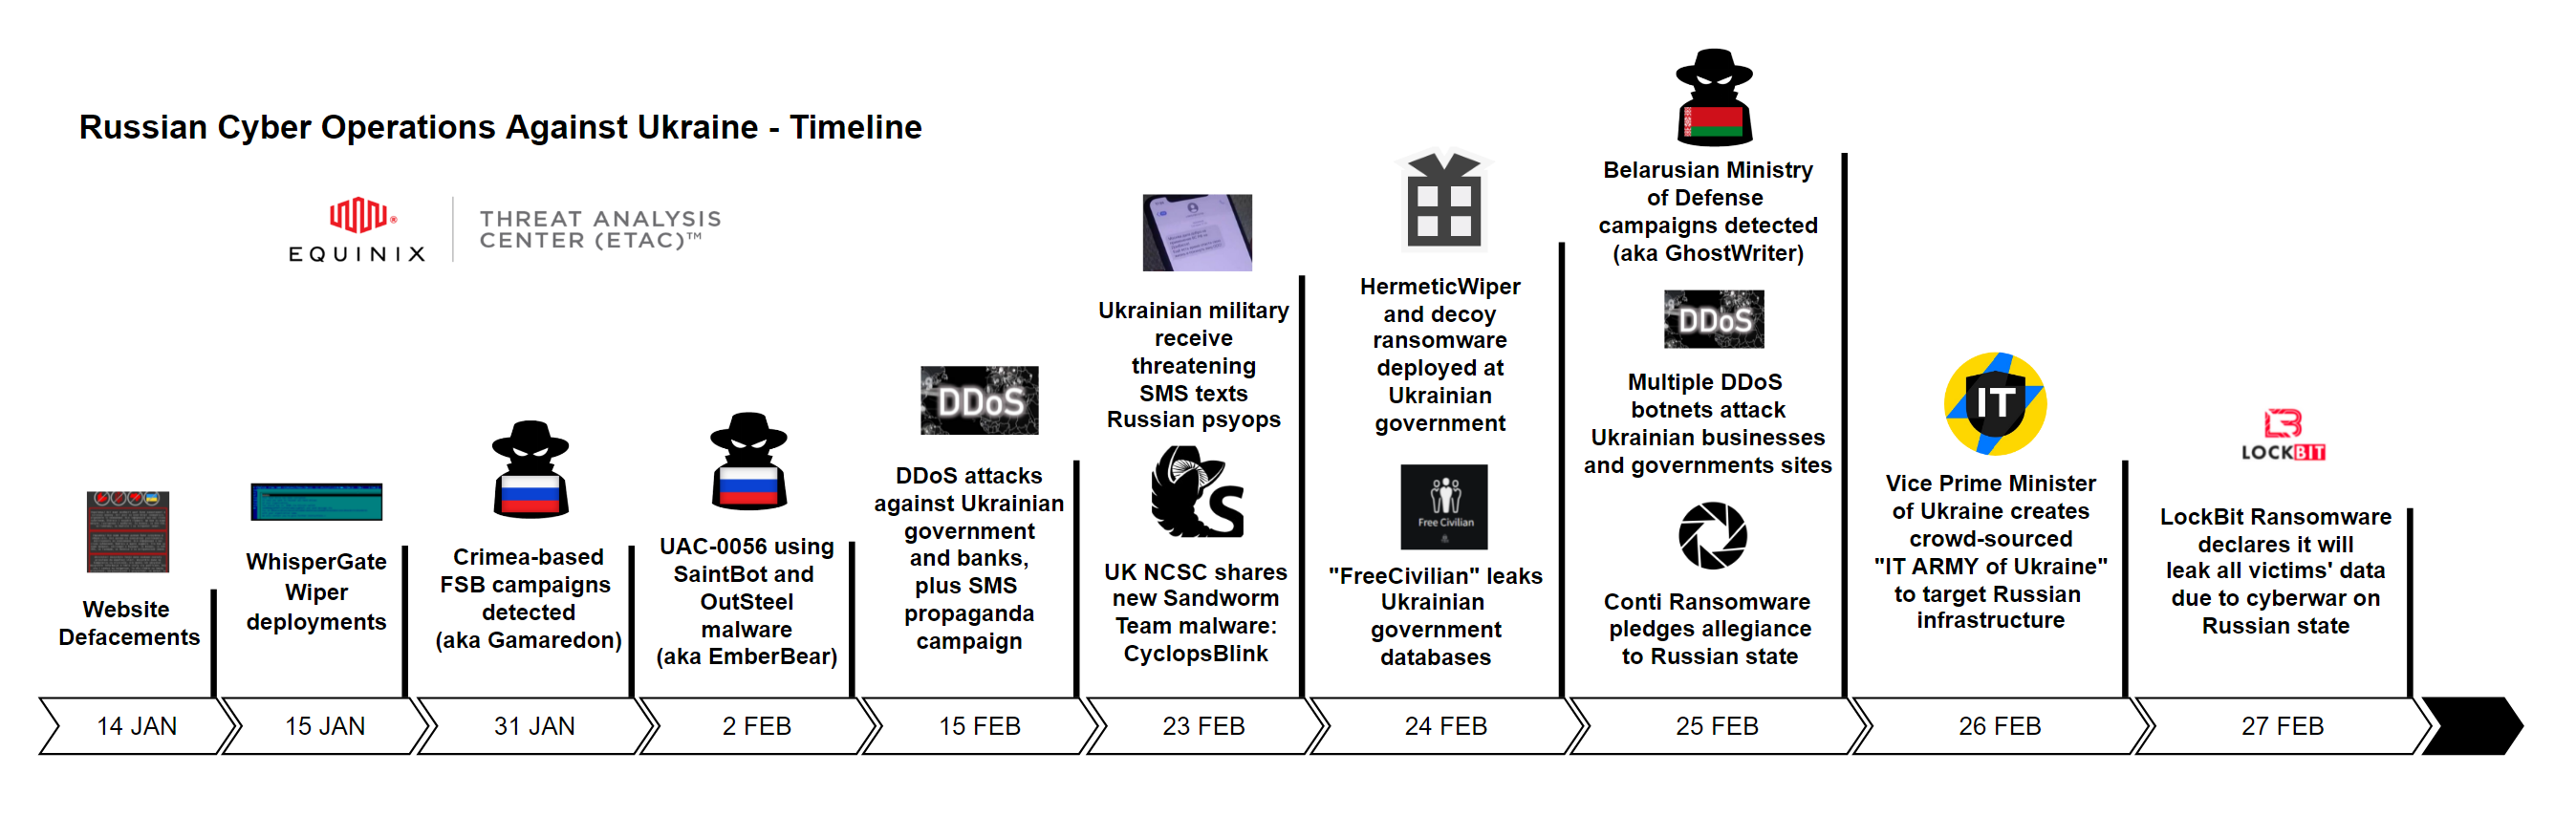 Russian Cyber Operations Against Ukraine - Timeline
EQUINIX
THREAT ANALYSIS
CENTER (ETAC)™
Website
Defacements
14 JAN
WhisperGate
Wiper
deployments
15 JAN
Crimea-based
FSB campaigns
detected
(aka Gamaredon)
31 JAN
UAC-0056 using
SaintBot and
OutSteel
malware
(aka EmberBear)
2 FEB
DDoS
DDoS attacks
against Ukrainian
government
and banks,
plus SMS
propaganda
campaign
15 FEB
Ukrainian military
receive
threatening
SMS texts
Russian psyops
S
UK NCSC shares
new Sandworm
Team malware:
CyclopsBlink
23 FEB
HermeticWiper
and decoy
ransomware
deployed at
Ukrainian
government
Free Civilian
"FreeCivilian" leaks
Ukrainian
government
databases
24 FEB
Belarusian Ministry
of Defense
campaigns detected
(aka GhostWriter)
DDoS
Multiple DDoS
botnets attack
Ukrainian businesses
and governments sites
Conti Ransomware
pledges allegiance
to Russian state
25 FEB
IT
Vice Prime Minister
of Ukraine creates
crowd-sourced
"IT ARMY of Ukraine"
to target Russian
infrastructure
26 FEB
LOCKBIT
LockBit Ransomware
declares it will
leak all victims' data
due to cyberwar on
Russian state
27 FEB